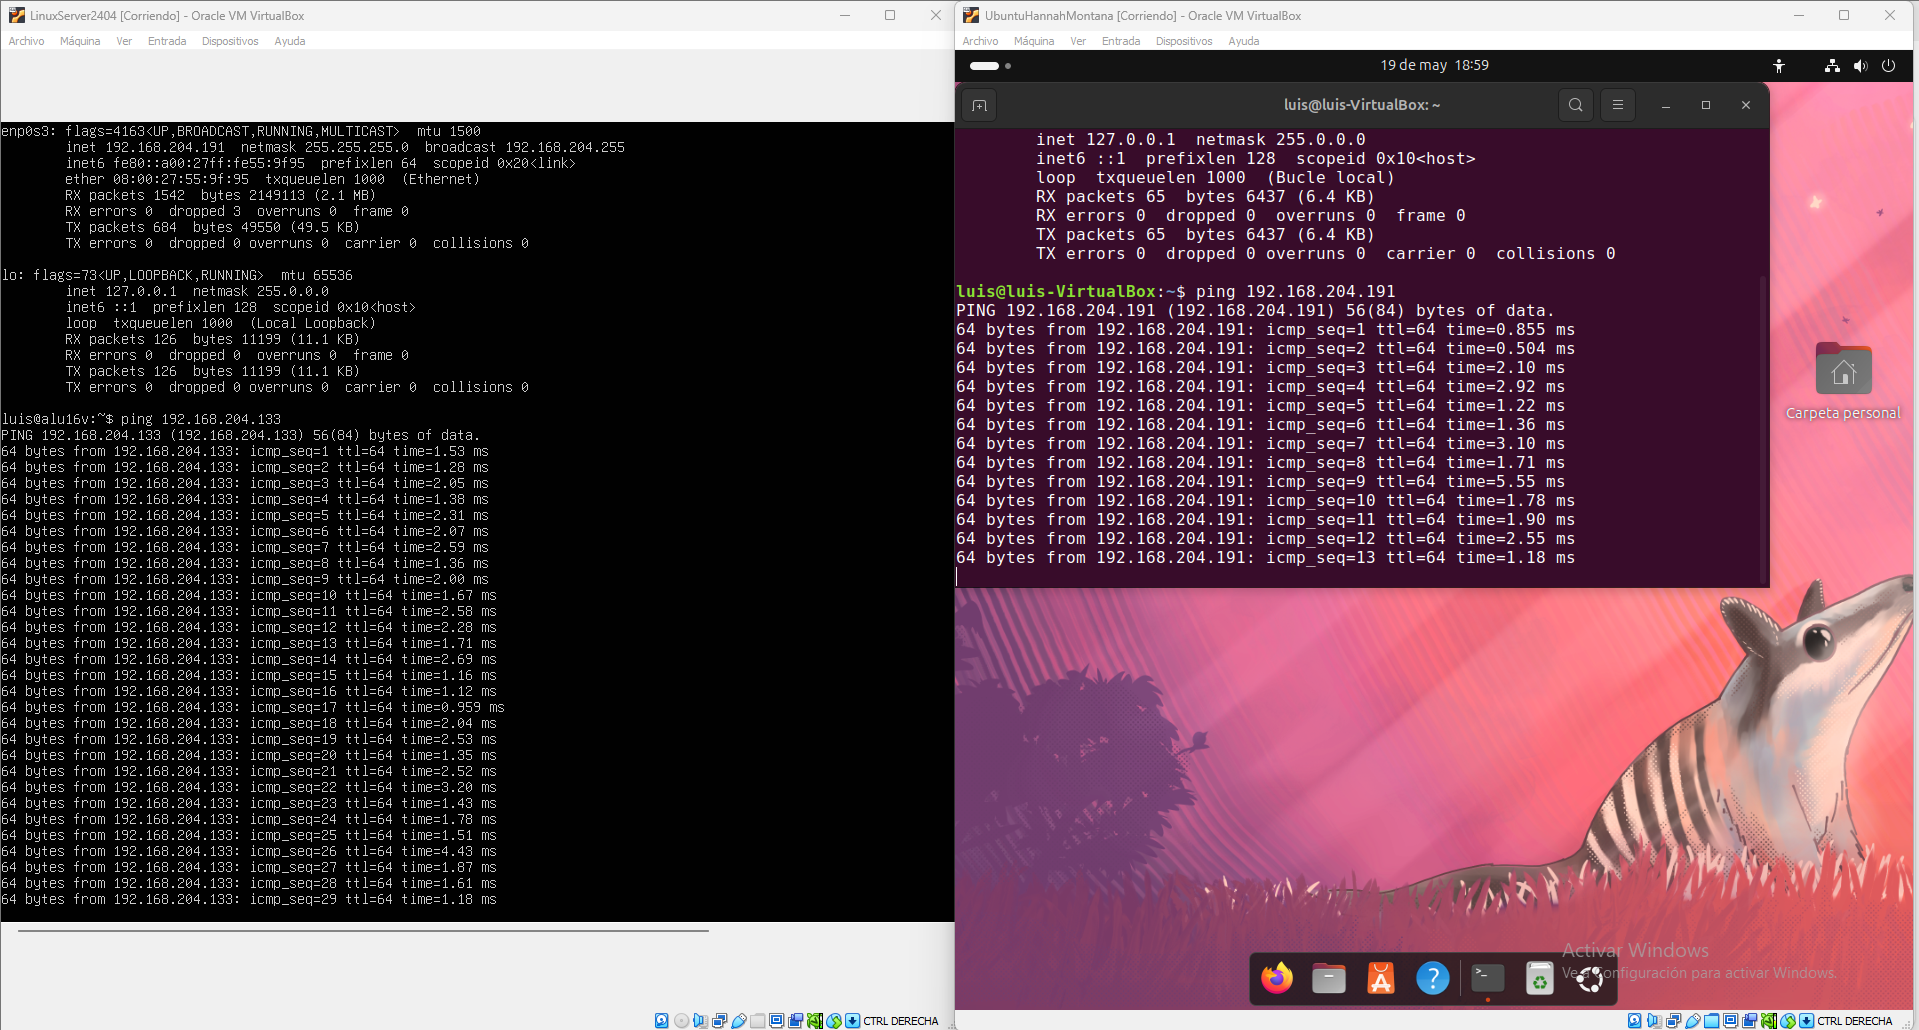 LinuxServer2404 [Corriendo] - Oracle VM VirtualBox
Archivo Máquina Ver Entrada Dispositivos Ayuda
enp0s3: flags=4163<UP,BROADCAST,RUNNING,MULTICAST>  mtu 1500
        inet 192.168.204.191  netmask 255.255.255.0  broadcast 192.168.204.255
        inet6 fe80::a00:27ff:fe55:9f95  prefixlen 64  scopeid 0x20<link>
        ether 08:00:27:55:9f:95  txqueuelen 1000  (Ethernet)
        RX packets 1542  bytes 2149113 (2.1 MB)
        RX errors 0  dropped 3  overruns 0  frame 0
        TX packets 684  bytes 49550 (49.5 KB)
        TX errors 0  dropped 0 overruns 0  carrier 0  collisions 0
lo: flags=73<UP,LOOPBACK,RUNNING>  mtu 65536
        inet 127.0.0.1  netmask 255.0.0.0
        inet6 ::1  prefixlen 128  scopeid 0x10<host>
        loop  txqueuelen 1000  (Local Loopback)
        RX packets 126  bytes 11199 (11.1 KB)
        RX errors 0  dropped 0  overruns 0  frame 0
        TX packets 126  bytes 11199 (11.1 KB)
        TX errors 0  dropped 0 overruns 0  carrier 0  collisions 0
luis@alu16v:~$ ping 192.168.204.133
PING 192.168.204.133 (192.168.204.133) 56(84) bytes of data.
64 bytes from 192.168.204.133: icmp_seq=1 ttl=64 time=1.53 ms
64 bytes from 192.168.204.133: icmp_seq=2 ttl=64 time=1.28 ms
64 bytes from 192.168.204.133: icmp_seq=3 ttl=64 time=2.05 ms
64 bytes from 192.168.204.133: icmp_seq=4 ttl=64 time=1.38 ms
64 bytes from 192.168.204.133: icmp_seq=5 ttl=64 time=2.31 ms
64 bytes from 192.168.204.133: icmp_seq=6 ttl=64 time=2.07 ms
64 bytes from 192.168.204.133: icmp_seq=7 ttl=64 time=2.59 ms
64 bytes from 192.168.204.133: icmp_seq=8 ttl=64 time=1.36 ms
64 bytes from 192.168.204.133: icmp_seq=9 ttl=64 time=2.00 ms
64 bytes from 192.168.204.133: icmp_seq=10 ttl=64 time=1.67 ms
64 bytes from 192.168.204.133: icmp_seq=11 ttl=64 time=2.58 ms
64 bytes from 192.168.204.133: icmp_seq=12 ttl=64 time=2.28 ms
64 bytes from 192.168.204.133: icmp_seq=13 ttl=64 time=1.71 ms
64 bytes from 192.168.204.133: icmp_seq=14 ttl=64 time=2.69 ms
64 bytes from 192.168.204.133: icmp_seq=15 ttl=64 time=1.16 ms
64 bytes from 192.168.204.133: icmp_seq=16 ttl=64 time=1.12 ms
64 bytes from 192.168.204.133: icmp_seq=17 ttl=64 time=0.959 ms
64 bytes from 192.168.204.133: icmp_seq=18 ttl=64 time=2.04 ms
64 bytes from 192.168.204.133: icmp_seq=19 ttl=64 time=2.53 ms
64 bytes from 192.168.204.133: icmp_seq=20 ttl=64 time=1.35 ms
64 bytes from 192.168.204.133: icmp_seq=21 ttl=64 time=2.52 ms
64 bytes from 192.168.204.133: icmp_seq=22 ttl=64 time=3.20 ms
64 bytes from 192.168.204.133: icmp_seq=23 ttl=64 time=1.43 ms
64 bytes from 192.168.204.133: icmp_seq=24 ttl=64 time=1.78 ms
64 bytes from 192.168.204.133: icmp_seq=25 ttl=64 time=1.51 ms
64 bytes from 192.168.204.133: icmp_seq=26 ttl=64 time=4.43 ms
64 bytes from 192.168.204.133: icmp_seq=27 ttl=64 time=1.87 ms
64 bytes from 192.168.204.133: icmp_seq=28 ttl=64 time=1.61 ms
64 bytes from 192.168.204.133: icmp_seq=29 ttl=64 time=1.18 ms
CTRL DERECHA
UbuntuHannahMontana [Corriendo] - Oracle VM VirtualBox
Archivo Máquina Ver Entrada Dispositivos Ayuda
19 de may 18:59
luis@luis-VirtualBox: ~
        inet 127.0.0.1  netmask 255.0.0.0
        inet6 ::1  prefixlen 128  scopeid 0x10<host>
        loop  txqueuelen 1000  (Bucle local)
        RX packets 65  bytes 6437 (6.4 KB)
        RX errors 0  dropped 0  overruns 0  frame 0
        TX packets 65  bytes 6437 (6.4 KB)
        TX errors 0  dropped 0 overruns 0  carrier 0  collisions 0
luis@luis-VirtualBox:~$ ping 192.168.204.191
PING 192.168.204.191 (192.168.204.191) 56(84) bytes of data.
64 bytes from 192.168.204.191: icmp_seq=1 ttl=64 time=0.855 ms
64 bytes from 192.168.204.191: icmp_seq=2 ttl=64 time=0.504 ms
64 bytes from 192.168.204.191: icmp_seq=3 ttl=64 time=2.10 ms
64 bytes from 192.168.204.191: icmp_seq=4 ttl=64 time=2.92 ms
64 bytes from 192.168.204.191: icmp_seq=5 ttl=64 time=1.22 ms
64 bytes from 192.168.204.191: icmp_seq=6 ttl=64 time=1.36 ms
64 bytes from 192.168.204.191: icmp_seq=7 ttl=64 time=3.10 ms
64 bytes from 192.168.204.191: icmp_seq=8 ttl=64 time=1.71 ms
64 bytes from 192.168.204.191: icmp_seq=9 ttl=64 time=5.55 ms
64 bytes from 192.168.204.191: icmp_seq=10 ttl=64 time=1.78 ms
64 bytes from 192.168.204.191: icmp_seq=11 ttl=64 time=1.90 ms
64 bytes from 192.168.204.191: icmp_seq=12 ttl=64 time=2.55 ms
64 bytes from 192.168.204.191: icmp_seq=13 ttl=64 time=1.18 ms
Carpeta personal
Activar Windows
Ve a Configuración para activar Windows.
CTRL DERECHA